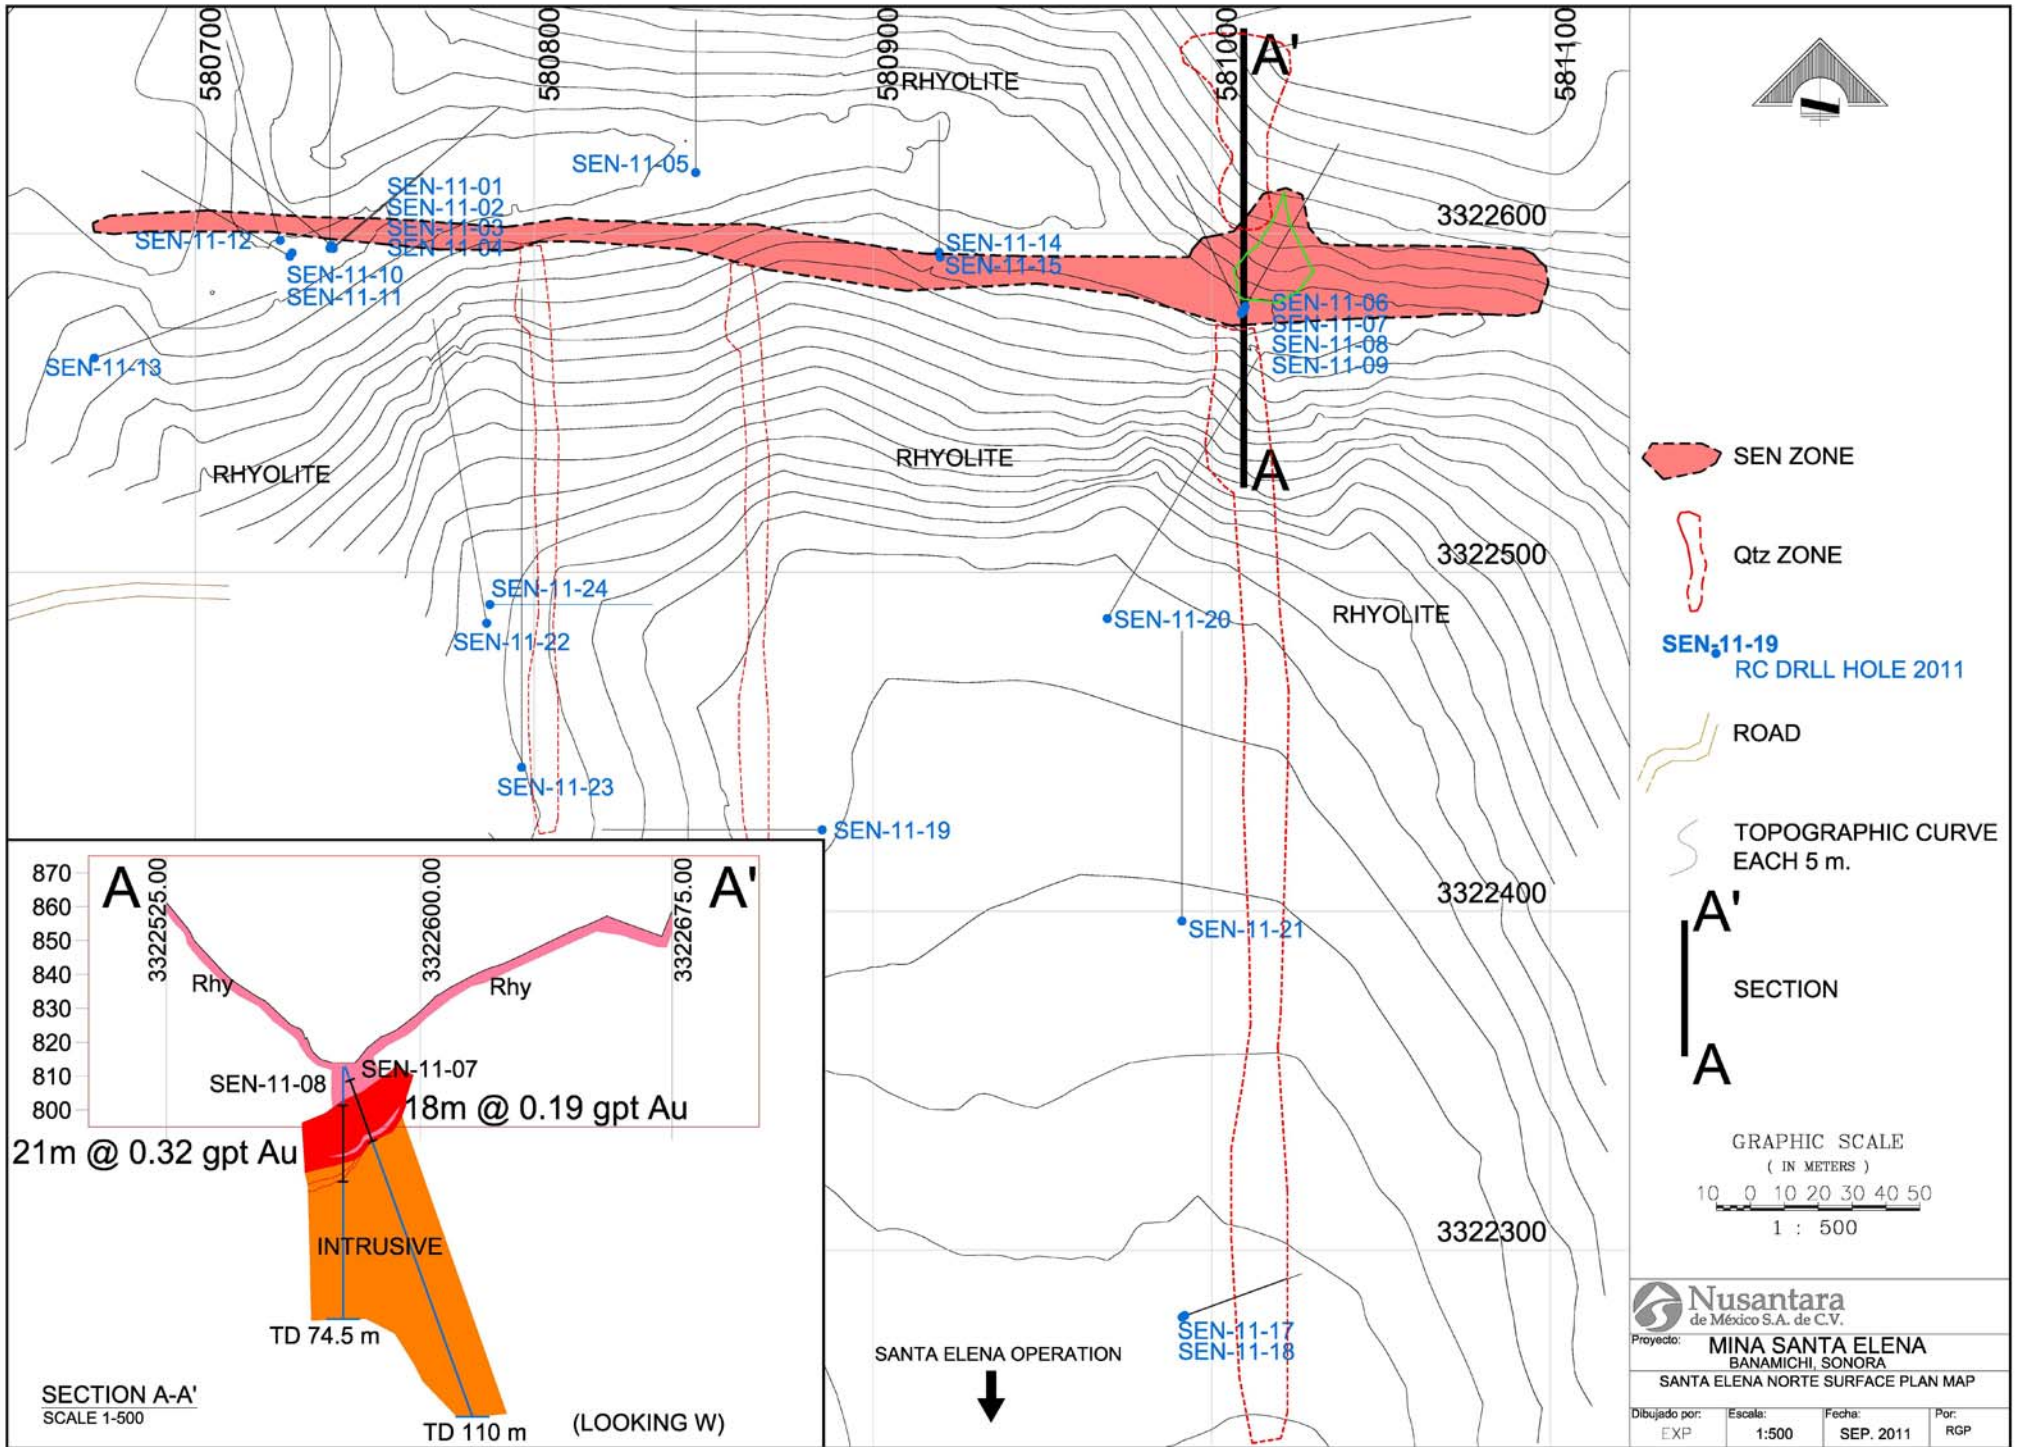 580700
580800
580900
581000
581100
A'
RHYOLITE
SEN-11-05
SEN-11-01
SEN-11-02
SEN-11-03
SEN-11-04
3322600
SEN-11-12
SEN-11-14
SEN-11-15
SEN-11-10
SEN-11-11
SEN-11-06
SEN-11-07
SEN-11-08
SEN-11-09
SEN-11-13
RHYOLITE
RHYOLITE
A
3322500
SEN-11-24
SEN-11-22
SEN-11-20
RHYOLITE
SEN-11-23
SEN-11-19
3322400
SEN-11-21
3322300
SEN-11-17
SEN-11-18
SANTA ELENA OPERATION
SEN ZONE
Qtz ZONE
SEN-11-19
RC DRLL HOLE 2011
ROAD
TOPOGRAPHIC CURVE
EACH 5 m.
A'
SECTION
A
GRAPHIC SCALE
( IN METERS )
10 0 10 20 30 40 50
1 : 500
A
3322525.00
3322600.00
3322675.00
A'
870
860
850
840
830
820
810
800
Rhy
Rhy
SEN-11-08
SEN-11-07
18m @ 0.19 gpt Au
21m @ 0.32 gpt Au
INTRUSIVE
TD 74.5 m
TD 110 m
SECTION A-A'
SCALE 1-500
(LOOKING W)
Nusantara
de México S.A. de C.V.
Proyecto: MINA SANTA ELENA
BANAMICHI, SONORA
SANTA ELENA NORTE SURFACE PLAN MAP
Dibujado por: Escala: Fecha: Por:
EXP 1:500 SEP. 2011 RGP